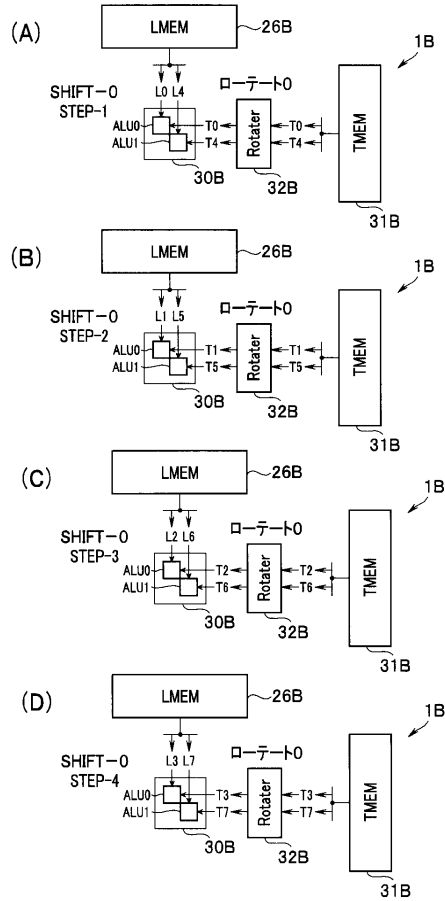 (A)
LMEM
26B
1B
SHIFT-0
STEP-1
L0 L4
ローテート0
ALU0
ALU1
T0
T4
Rotater
T0
T4
TMEM
30B
32B
31B
(B)
LMEM
26B
1B
SHIFT-0
STEP-2
L1 L5
ローテート0
ALU0
ALU1
T1
T5
Rotater
T1
T5
TMEM
30B
32B
31B
(C)
LMEM
26B
1B
SHIFT-0
STEP-3
L2 L6
ローテート0
ALU0
ALU1
T2
T6
Rotater
T2
T6
TMEM
30B
32B
31B
(D)
LMEM
26B
1B
SHIFT-0
STEP-4
L3 L7
ローテート0
ALU0
ALU1
T3
T7
Rotater
T3
T7
TMEM
30B
32B
31B